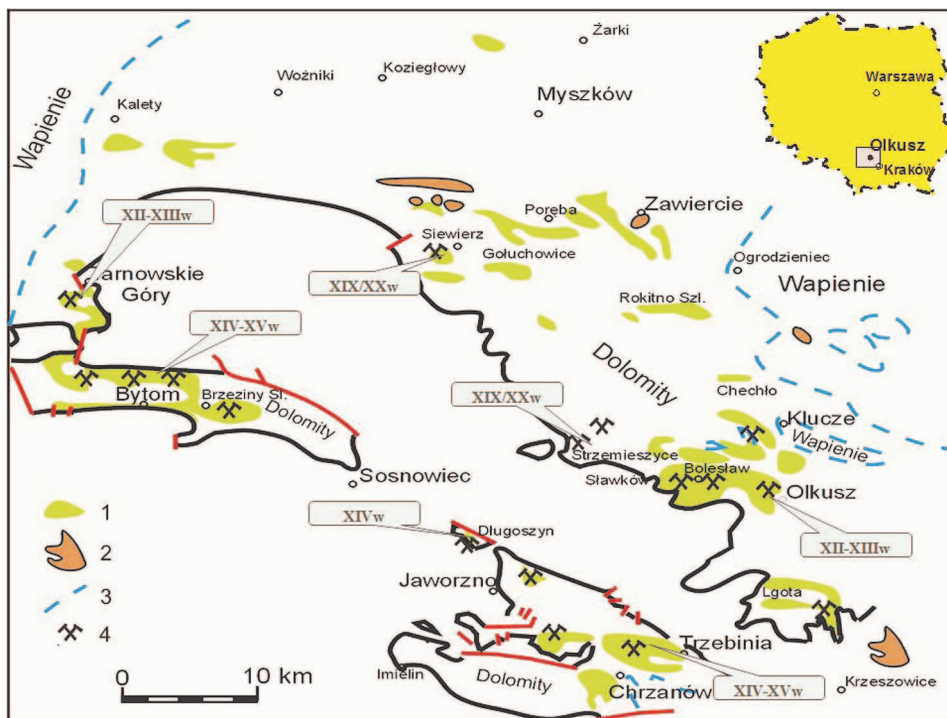 Żarki
Koziegłowy
Woźniki
Myszków
Kalety
Wapienie
Warszawa
Olkusz
Kraków
XII-XIIIw
Poręba
Zawiercie
Siewierz
Gołuchowice
Ogrodzieniec
arnowskie
Góry
XIX/XXw
Wapienie
Rokitno Szl.
XIV-XVw
Dolomity
Chechło
Bytom
Brzeziny Śl.
Dolomity
XIX/XXw
Klucze
Wapienie
Strzemieszyce
Sosnowiec
Sławków
Bolesław
Olkusz
1
XIVw
Długoszyn
XII-XIIIw
2
Jaworzno
Lgota
3
4
Trzebinia
Imielin
Dolomity
0
10 km
Chrzanów
XIV-XVw
Krzeszowice